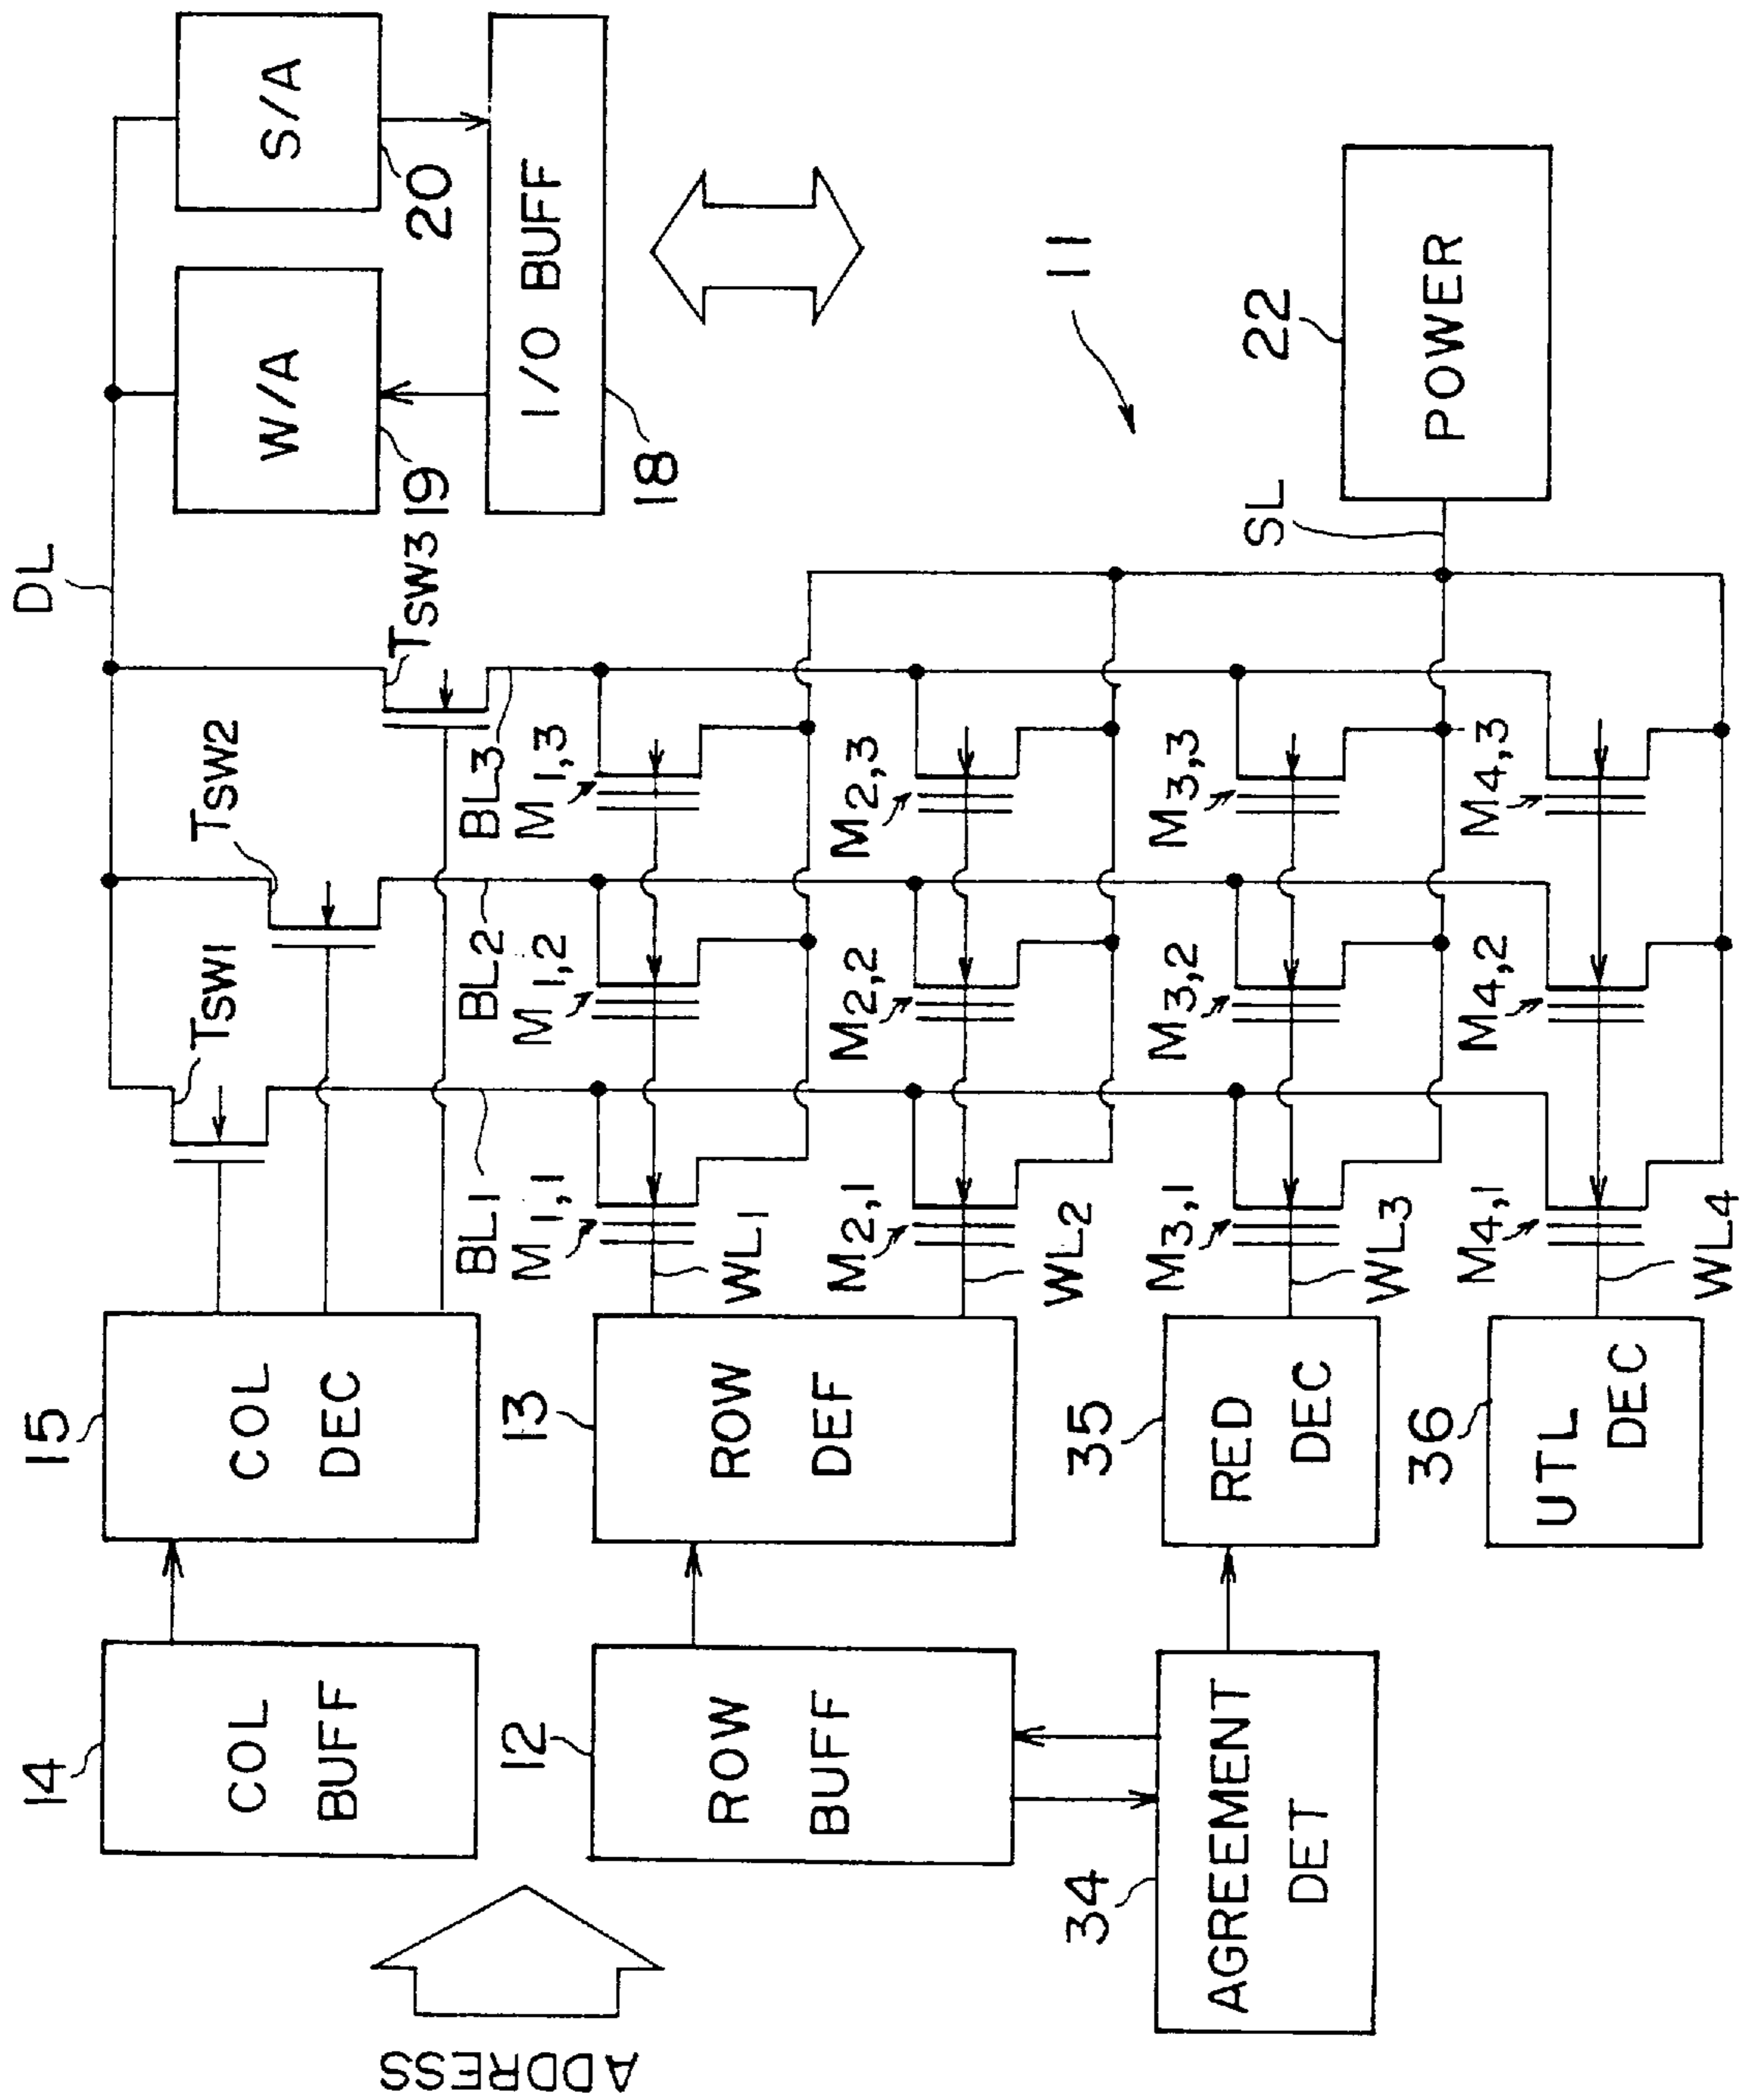 ADDRESS
14
COL
BUFF
15
COL
DEC
12
ROW
BUFF
13
ROW
DEF
34
AGREEMENT
DET
35
RED
DEC
36
UTL
DEC
TSW1
TSW2
TSW3
DL
BL1
BL2
BL3
M1,1
M1,2
M1,3
WL1
M2,1
M2,2
M2,3
WL2
M3,1
M3,2
M3,3
WL3
M4,1
M4,2
M4,3
WL4
W/A
19
S/A
20
I/O BUFF
18
11
SL
22
POWER